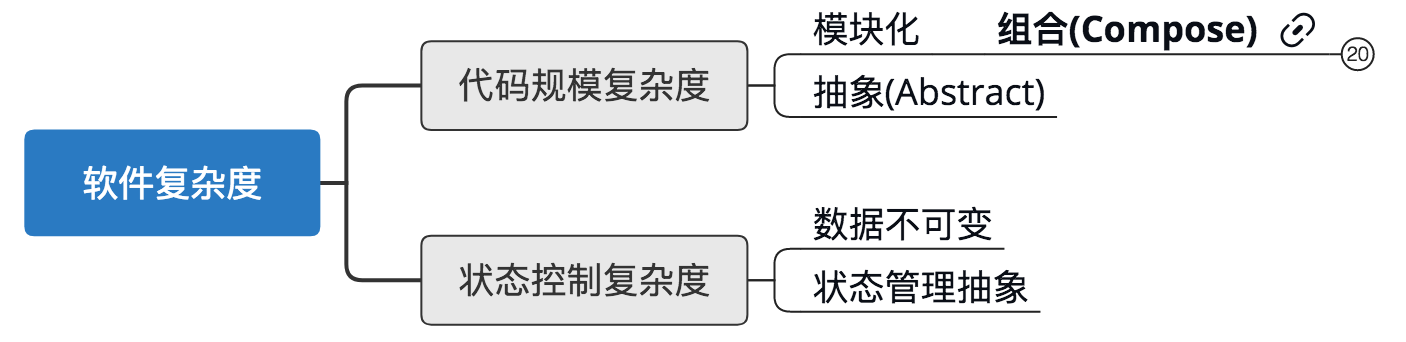 软件复杂度
代码规模复杂度
模块化 组合(Compose) 20
抽象(Abstract)
状态控制复杂度
数据不可变
状态管理抽象